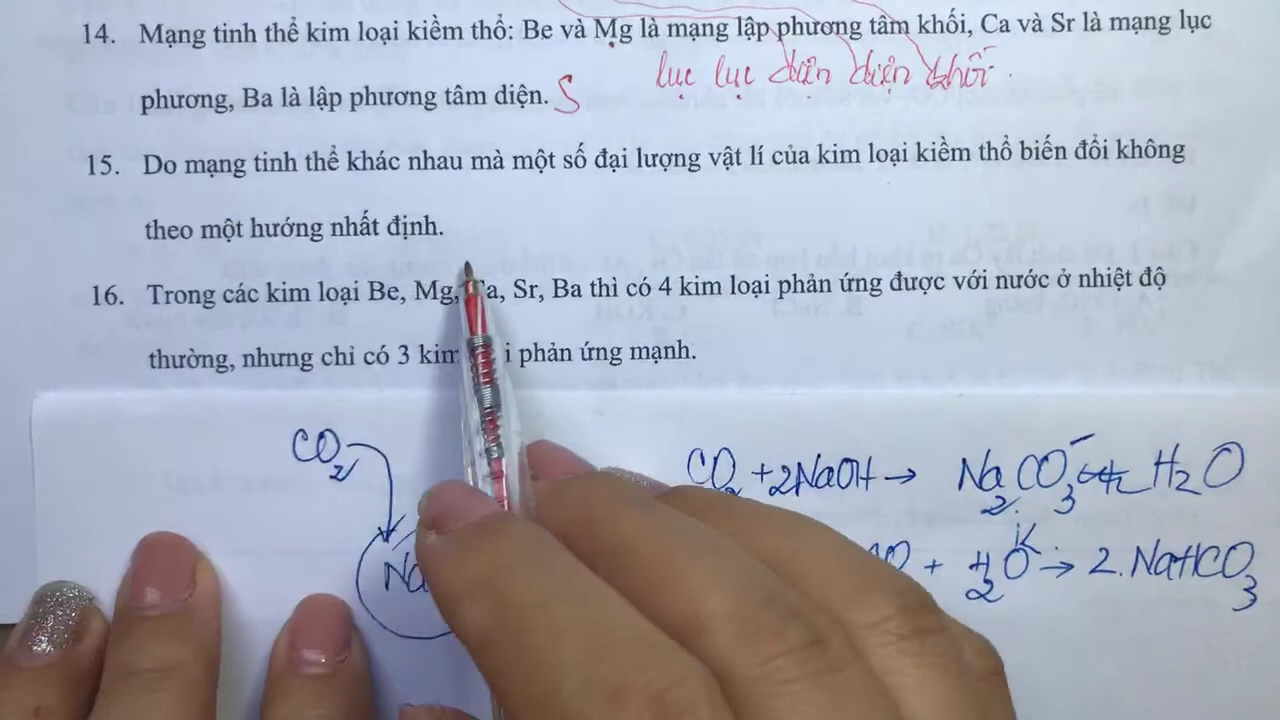 14. Mạng tinh thể kim loại kiềm thổ: Be và Mg là mạng lập phương tâm khối, Ca và Sr là mạng lục
lục lục diện diện khối
phương, Ba là lập phương tâm diện. S
15. Do mạng tinh thể khác nhau mà một số đại lượng vật lí của kim loại kiềm thổ biến đổi không
theo một hướng nhất định.
16. Trong các kim loại Be, Mg, Ca, Sr, Ba thì có 4 kim loại phản ứng được với nước ở nhiệt độ
thường, nhưng chỉ có 3 kim i phản ứng mạnh.
CO2 CO2 +2NaOH → Na2CO3 + H2O
Na + H2O → 2.NaHCO3